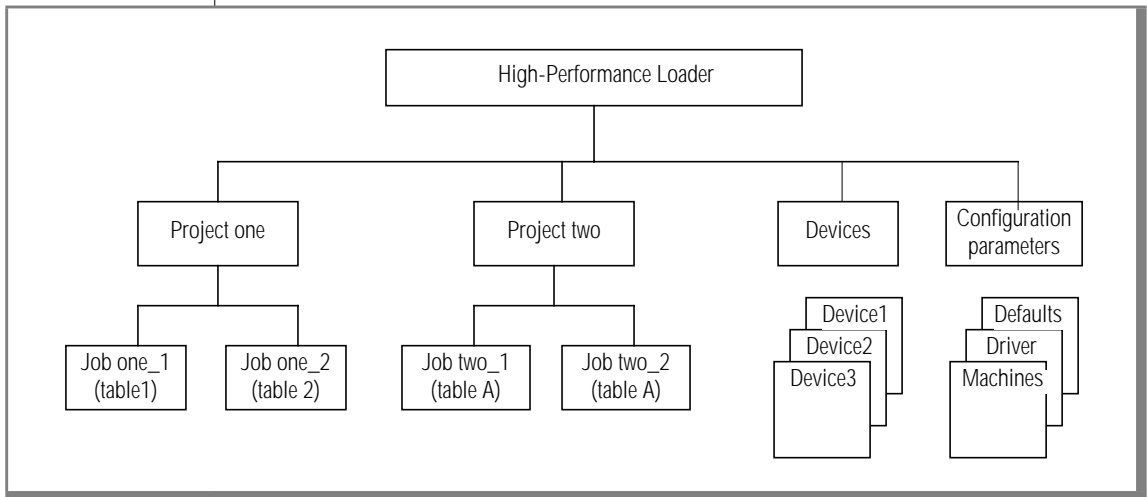 High-Performance Loader
Project one
Project two
Devices
Configuration
parameters
Job one_1
(table1)
Job one_2
(table 2)
Job two_1
(table A)
Job two_2
(table A)
Device1
Device2
Device3
Defaults
Driver
Machines